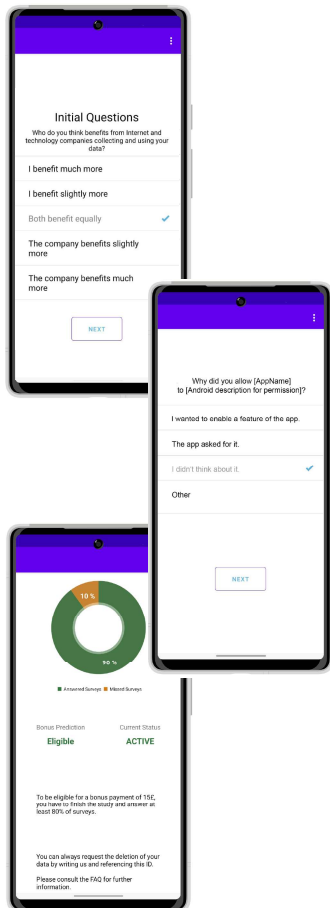 Initial Questions
Who do you think benefits from Internet and
technology companies collecting and using your
data?
I benefit much more
I benefit slightly more
Both benefit equally
The company benefits slightly
more
The company benefits much
more
NEXT
Why did you allow [AppName]
to [Android description for permission]?
I wanted to enable a feature of the app.
The app asked for it.
I didn't think about it.
Other
NEXT
10 %
90 %
Answered Surveys Missed Surveys
Bonus Prediction Current Status
Eligible ACTIVE
To be eligible for a bonus payment of 15£,
you have to finish the study and answer at
least 80% of surveys.
You can always request the deletion of your
data by writing us and referencing this ID.
Please consult the FAQ for further
information.